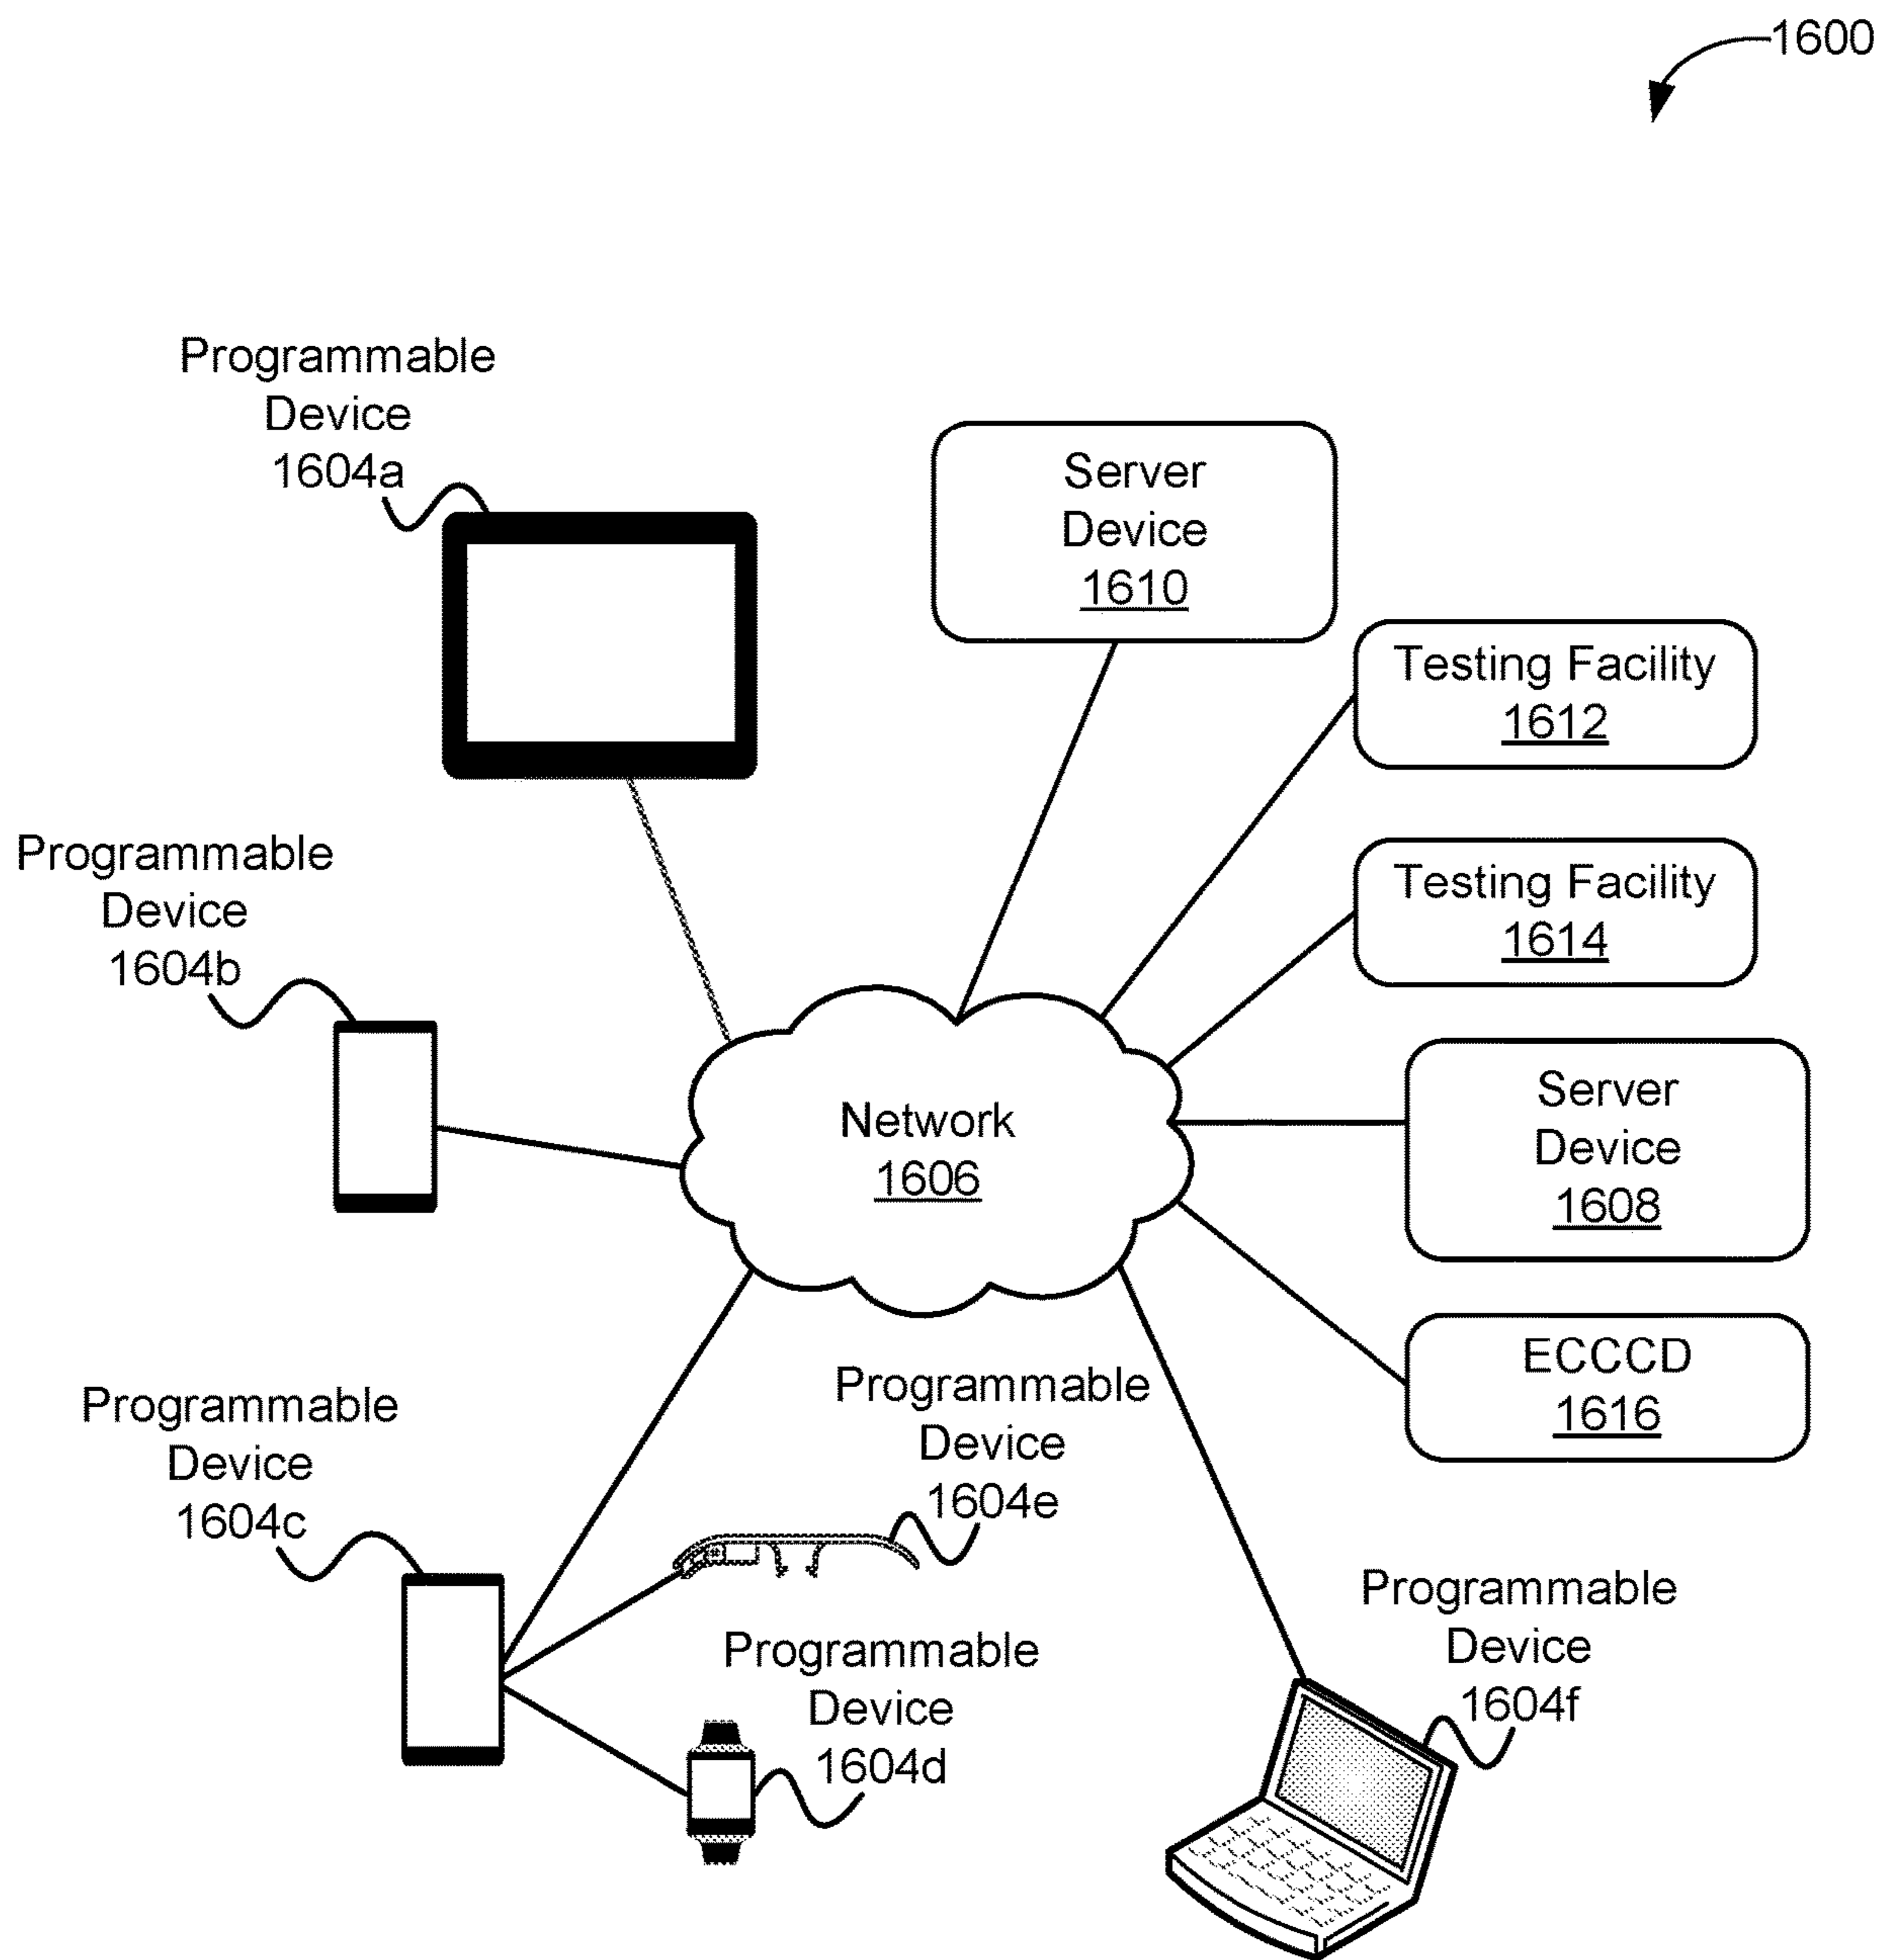 1600
Programmable
Device
1604a
Server
Device
1610
Testing Facility
1612
Programmable
Device
1604b
Testing Facility
1614
Network
1606
Server
Device
1608
ECCCD
1616
Programmable
Device
1604c
Programmable
Device
1604e
Programmable
Device
1604d
Programmable
Device
1604f